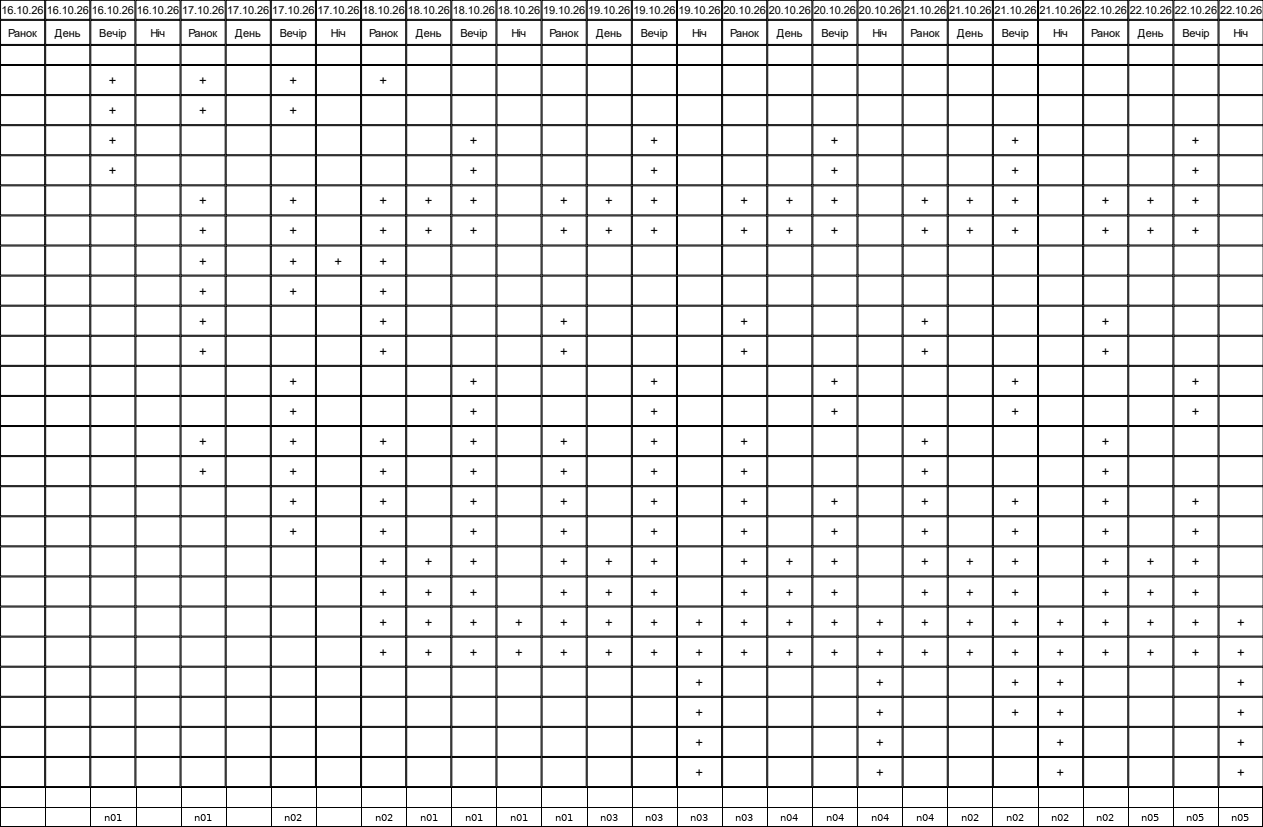 16.10.26 16.10.26 16.10.26 16.10.26 17.10.26 17.10.26 17.10.26 17.10.26 18.10.26 18.10.26 18.10.26 18.10.26 19.10.26 19.10.26 19.10.26 19.10.26 20.10.26 20.10.26 20.10.26 20.10.26 21.10.26 21.10.26 21.10.26 21.10.26 22.10.26 22.10.26 22.10.26 22.10.26
Ранок День Вечір Ніч Ранок День Вечір Ніч Ранок День Вечір Ніч Ранок День Вечір Ніч Ранок День Вечір Ніч Ранок День Вечір Ніч Ранок День Вечір Ніч
+ + + +
+ + +
+ + + + + +
+ + + + + +
+ + + + + + + + + + + + + + + + +
+ + + + + + + + + + + + + + + + +
+ + + +
+ + +
+ + + + + +
+ + + + + +
+ + + + + +
+ + + + + +
+ + + + + + + + +
+ + + + + + + + +
+ + + + + + + + + + +
+ + + + + + + + + + +
+ + + + + + + + + + + + + + +
+ + + + + + + + + + + + + + +
+ + + + + + + + + + + + + + + + + + + +
+ + + + + + + + + + + + + + + + + + + +
+ + + + +
+ + + + +
+ + + +
+ + + +
n01 n01 n02 n02 n01 n01 n01 n01 n03 n03 n03 n03 n04 n04 n04 n04 n02 n02 n02 n02 n05 n05 n05